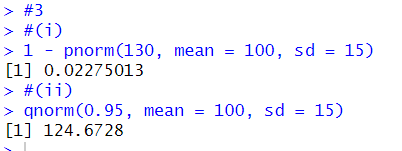 > #3
> #(i)
> 1 - pnorm(130, mean = 100, sd = 15)
[1] 0.02275013
> #(ii)
> qnorm(0.95, mean = 100, sd = 15)
[1] 124.6728
>